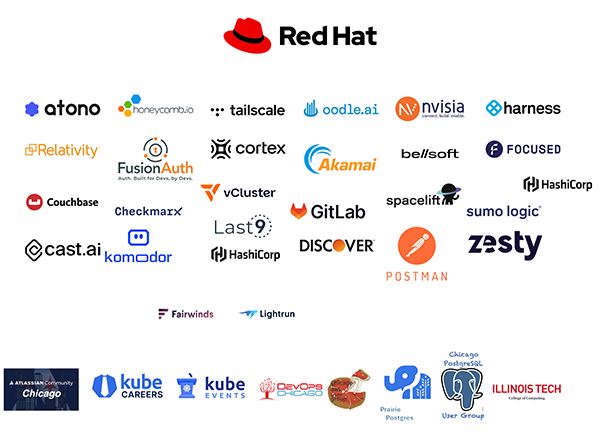 Red Hat
atono
honeycomb.io
tailscale
oodle.ai
nvisia
connect. build. enable.
harness
Relativity
FusionAuth
Auth. Built for Devs, by Devs.
cortex
Akamai
bellsoft
FOCUSED
HashiCorp
Couchbase
Checkmarx
vCluster
Last9
GitLab
spacelift
sumo logic
cast.ai
komodor
HashiCorp
DISCOVER
POSTMAN
zesty
Fairwinds
Lightrun
A ATLASSIAN Community
Chicago
kube
CAREERS
kube
EVENTS
DevOps
CHICAGO
Prairie
Postgres
Chicago
PostgreSQL
User Group
ILLINOIS TECH
College of Computing